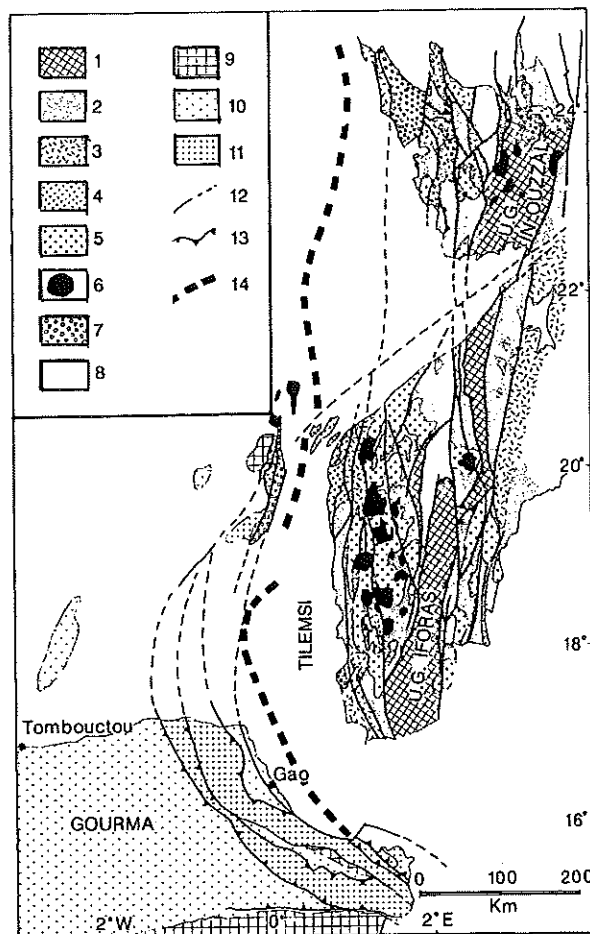 1 9
2 10
3 11
4 12
5 13
6 14
7
8
24°
U.G. IN OUZZAL
22°
20°
TILEMSI
U.G. IFORAS
18°
Tombouctou
Gao
GOURMA
16°
0 100 200
Km
2°W 0° 2°E